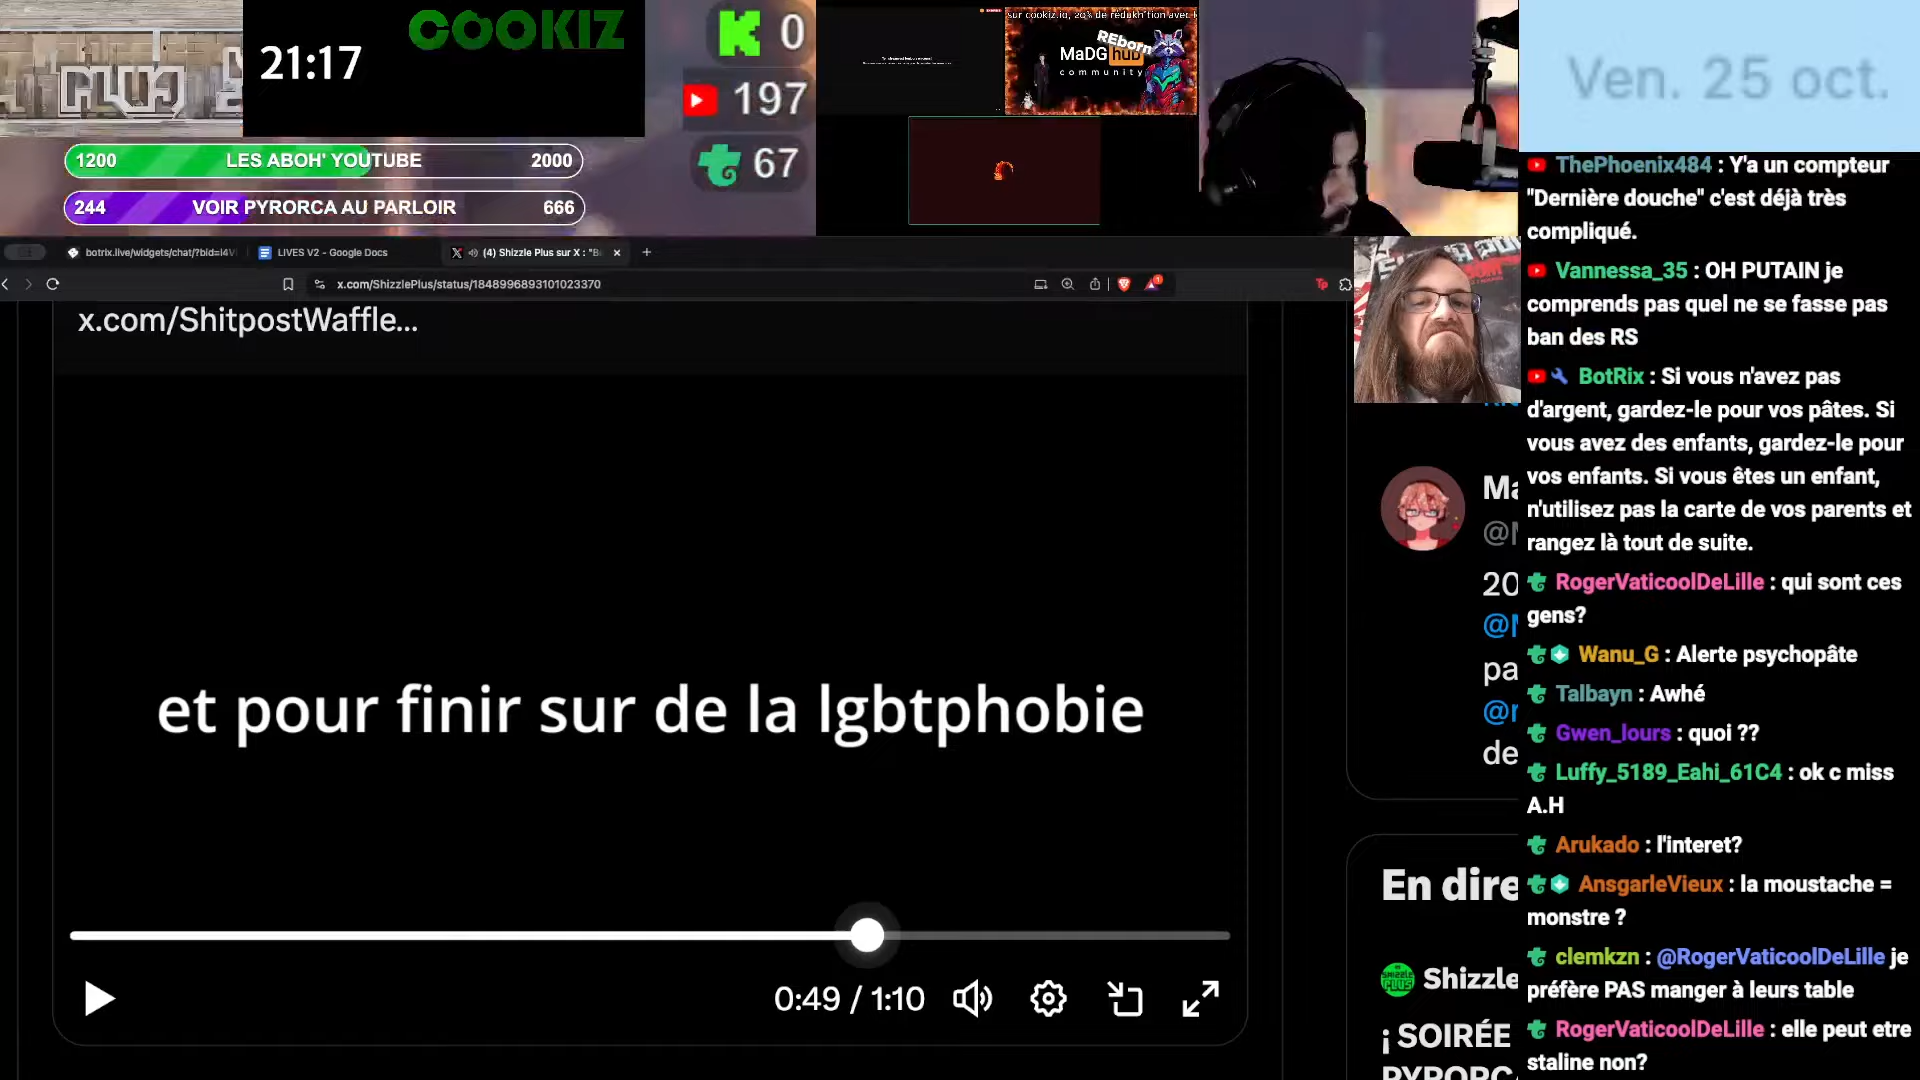 21:17
COOKIZ
0
197
67
1200 LES ABOH' YOUTUBE 2000
244 VOIR PYRORCA AU PARLOIR 666
REborn
MaDG hub
community
Ven. 25 oct.
botrix.live/widgets/chat/?bid=l4V
LIVES V2 - Google Docs
(4) Shizzle Plus sur X : "B
x.com/ShizzlePlus/status/1848996893101023370
x.com/ShitpostWaffle...
et pour finir sur de la lgbtphobie
0:49 / 1:10
Ma
20
pa
de
En dire
Shizzle
¡ SOIRÉE
ThePhoenix484 : Y'a un compteur
"Dernière douche" c'est déjà très
compliqué.
Vannessa_35 : OH PUTAIN je
comprends pas quel ne se fasse pas
ban des RS
BotRix : Si vous n'avez pas
d'argent, gardez-le pour vos pâtes. Si
vous avez des enfants, gardez-le pour
vos enfants. Si vous êtes un enfant,
n'utilisez pas la carte de vos parents et
rangez là tout de suite.
RogerVaticoolDeLille : qui sont ces
gens?
Wanu_G : Alerte psychopâte
Talbayn : Awhé
Gwen_lours : quoi ??
Luffy_5189_Eahi_61C4 : ok c miss
A.H
Arukado : l'interet?
AnsgarleVieux : la moustache =
monstre ?
clemkzn : @RogerVaticoolDeLille je
préfère PAS manger à leurs table
RogerVaticoolDeLille : elle peut etre
staline non?